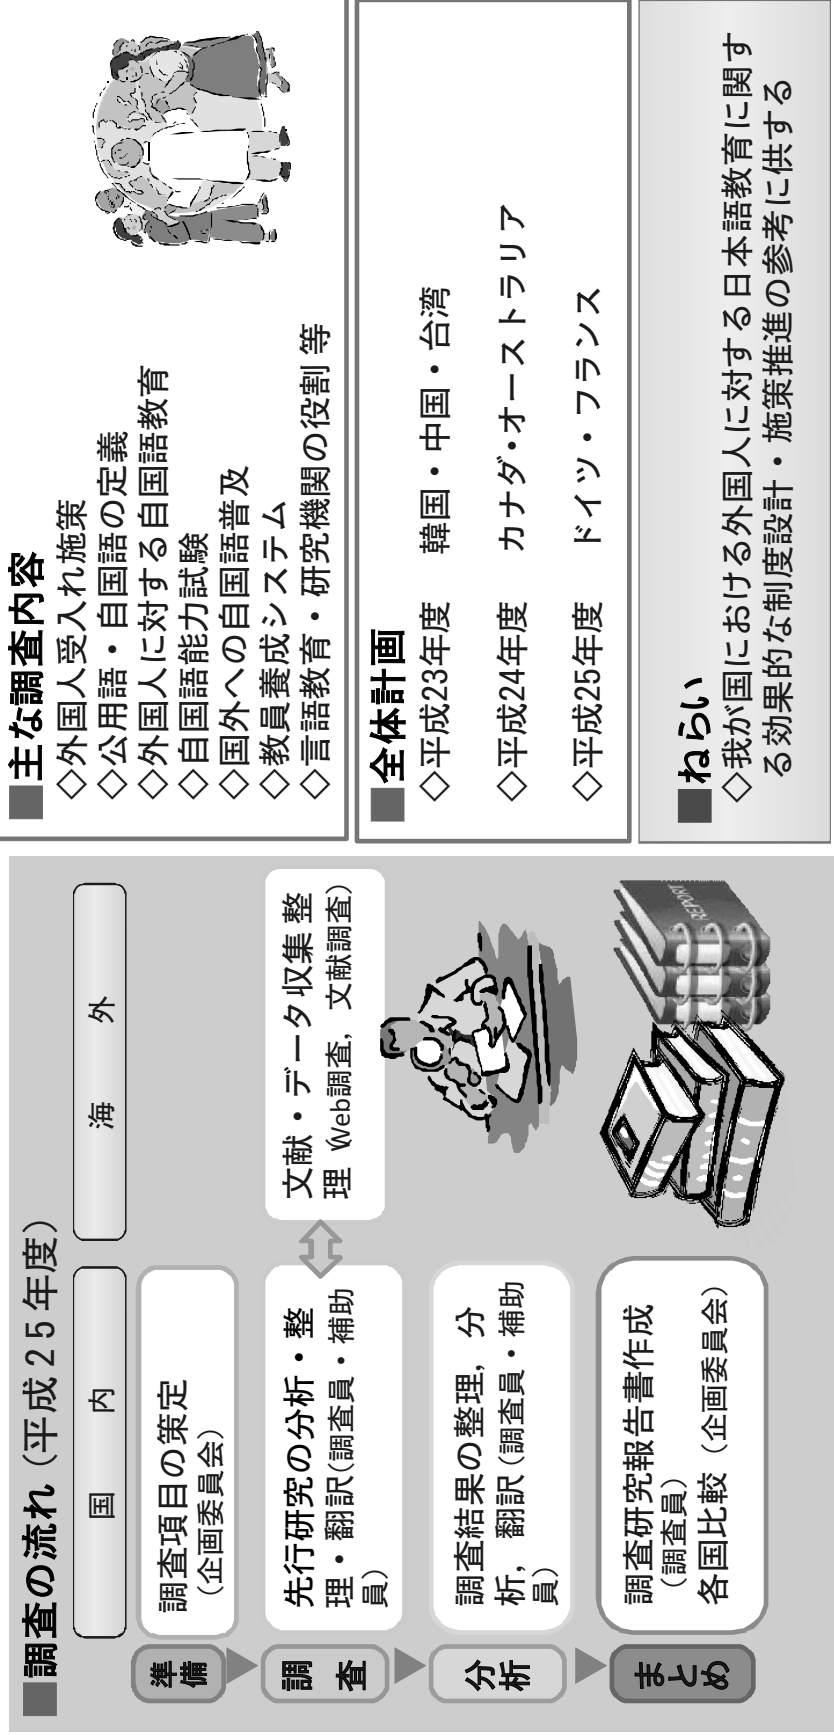 ■調査の流れ（平成２５年度）
国　内
海　外
準備
調査項目の策定
（企画委員会）
調査
先行研究の分析・整
理・翻訳（調査員・補助
員）
文献・データ収集整
理（Web調査，文献調査）
分析
調査結果の整理，分
析，翻訳（調査員・補助
員）
まとめ
調査研究報告書作成
（調査員）
各国比較（企画委員会）
REPORT
■主な調査内容
◇外国人受入れ施策
◇公用語・自国語の定義
◇外国人に対する自国語教育
◇自国語能力試験
◇国外への自国語普及
◇教員養成システム
◇言語教育・研究機関の役割 等
■全体計画
◇平成23年度　韓国・中国・台湾
◇平成24年度　カナダ・オーストラリア
◇平成25年度　ドイツ・フランス
■ねらい
◇我が国における外国人に対する日本語教育に関す
る効果的な制度設計・施策推進の参考に供する